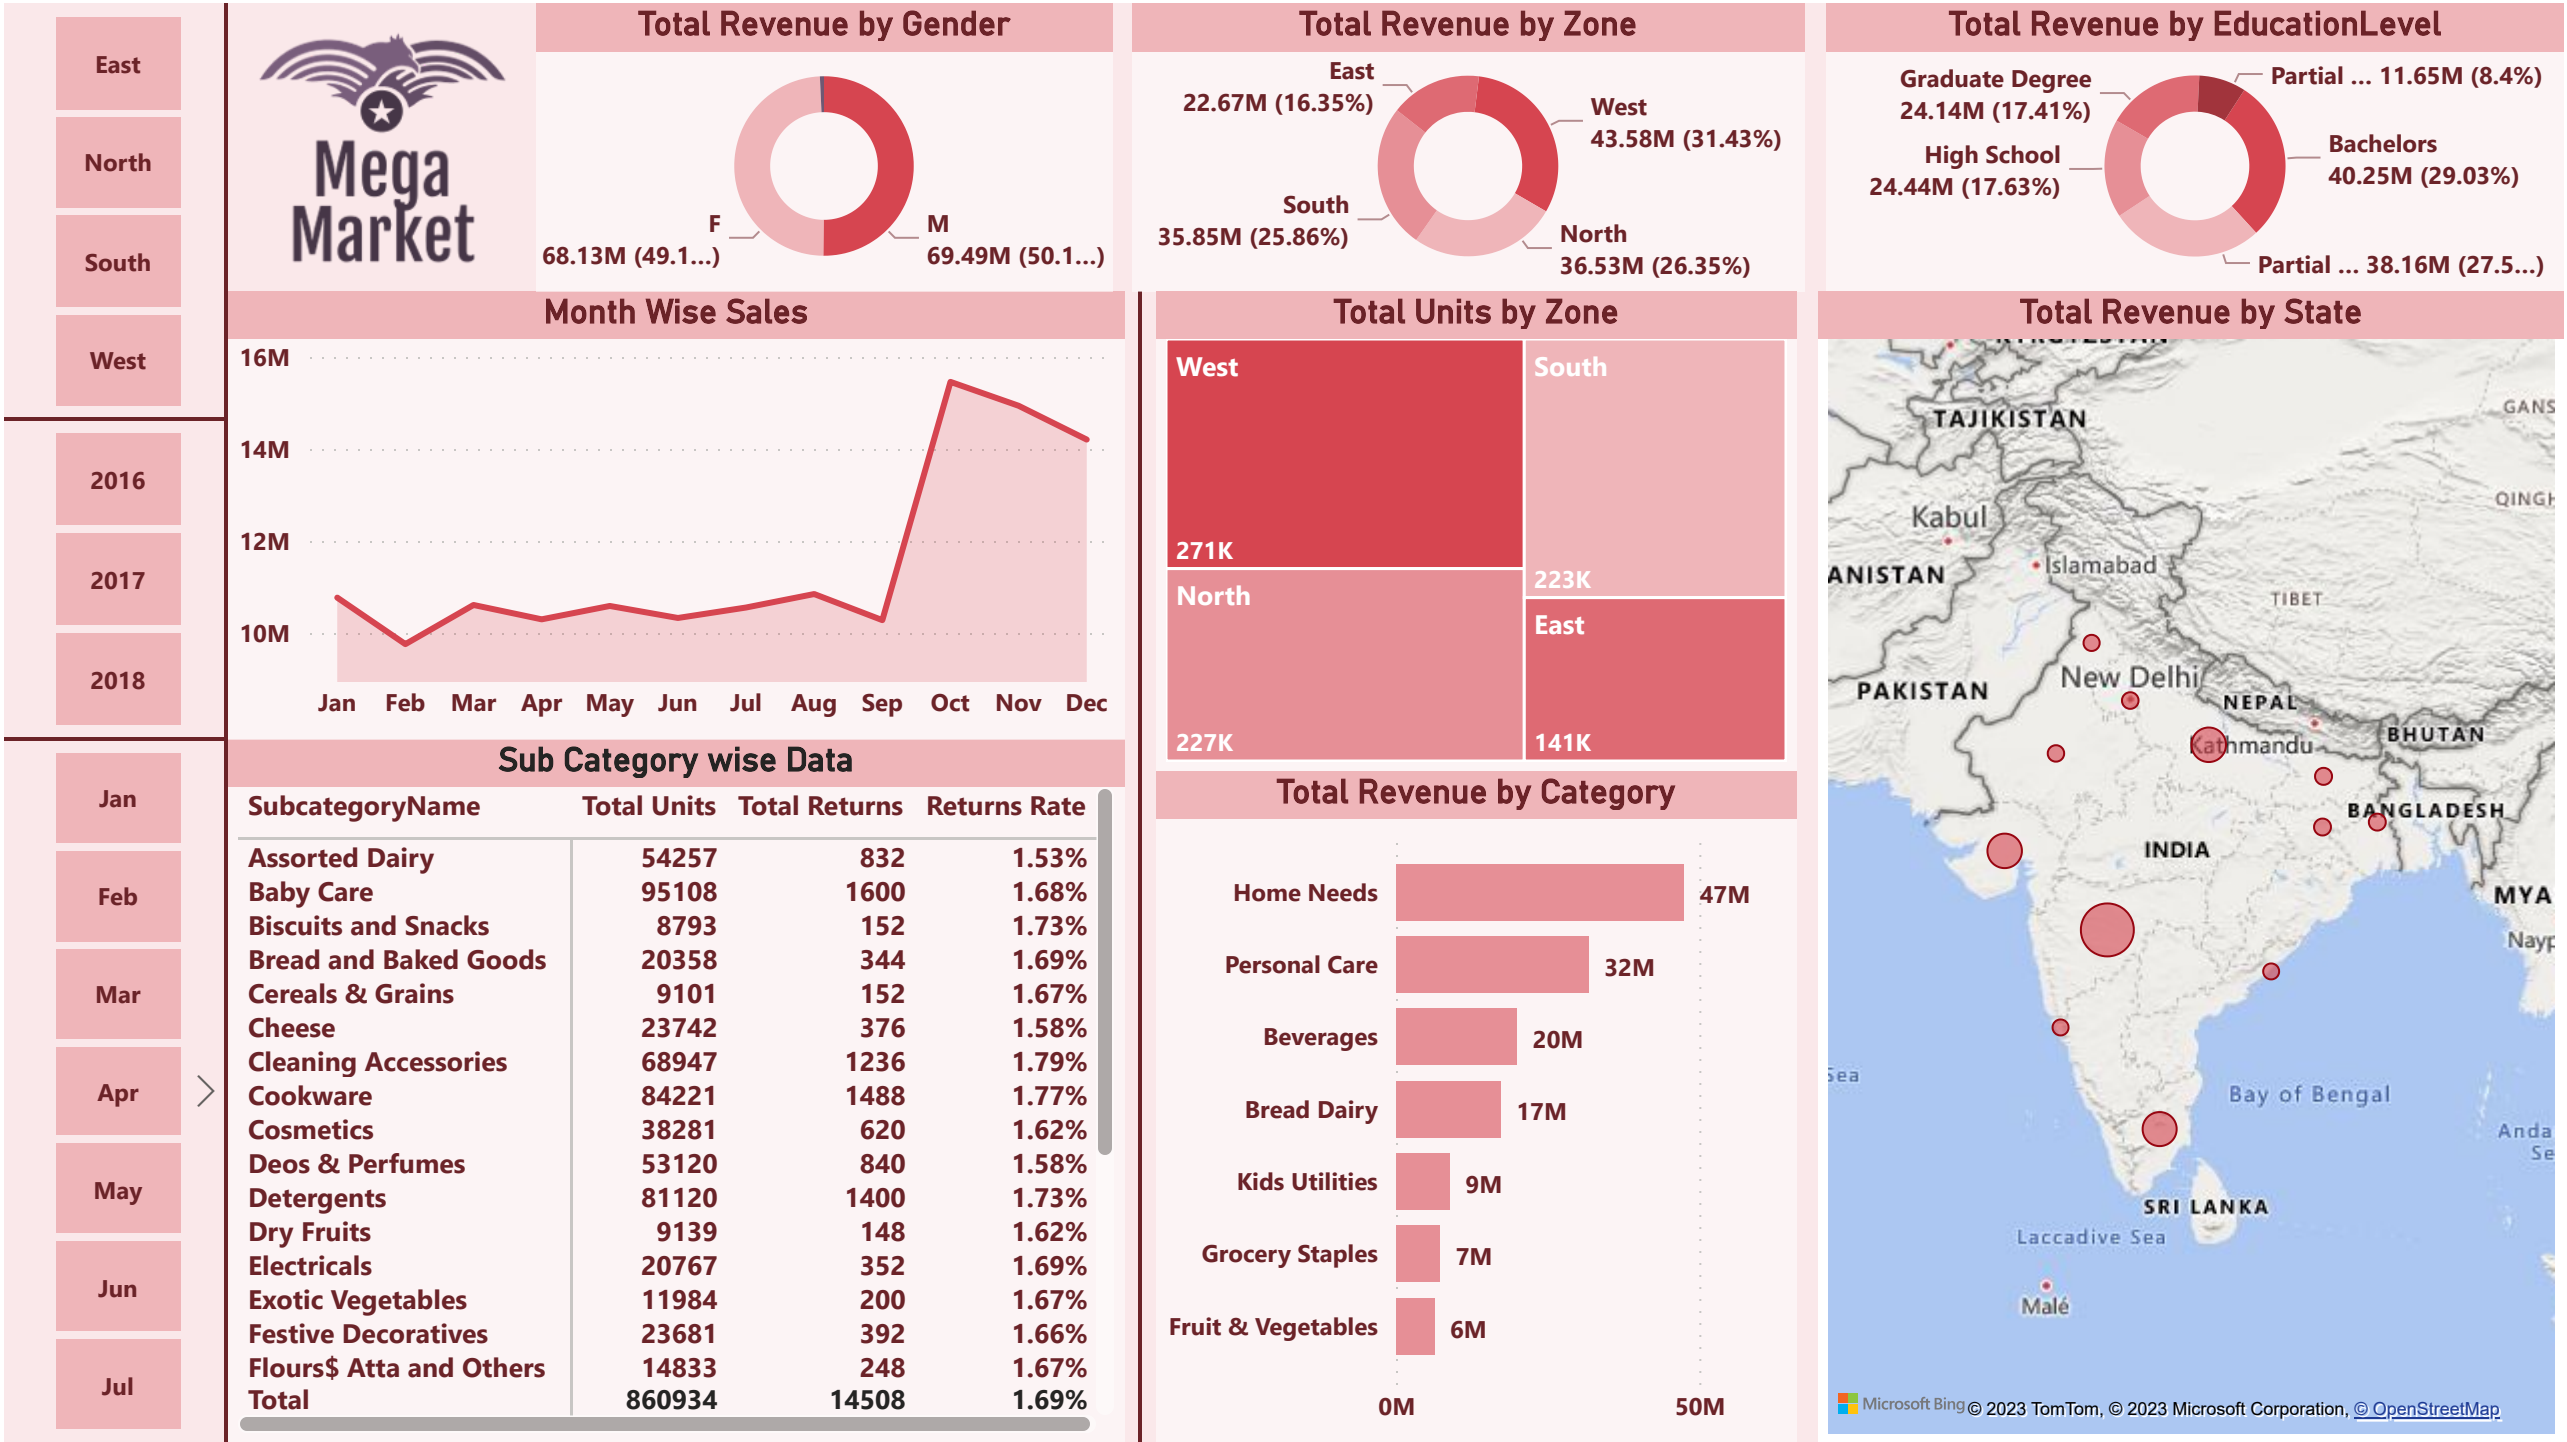 East
North
South
West
2016
2017
2018
Jan
Feb
Mar
Apr
May
Jun
Jul
Mega
Market
Total Revenue by Gender
F
68.13M (49.1...)
M
69.49M (50.1...)
Total Revenue by Zone
East
22.67M (16.35%)
West
43.58M (31.43%)
South
35.85M (25.86%)
North
36.53M (26.35%)
Total Revenue by EducationLevel
Graduate Degree
24.14M (17.41%)
Partial ... 11.65M (8.4%)
High School
24.44M (17.63%)
Bachelors
40.25M (29.03%)
Partial ... 38.16M (27.5...)
Month Wise Sales
16M
14M
12M
10M
Jan Feb Mar Apr May Jun Jul Aug Sep Oct Nov Dec
Sub Category wise Data
SubcategoryName Total Units Total Returns Returns Rate
Assorted Dairy 54257 832 1.53%
Baby Care 95108 1600 1.68%
Biscuits and Snacks 8793 152 1.73%
Bread and Baked Goods 20358 344 1.69%
Cereals & Grains 9101 152 1.67%
Cheese 23742 376 1.58%
Cleaning Accessories 68947 1236 1.79%
Cookware 84221 1488 1.77%
Cosmetics 38281 620 1.62%
Deos & Perfumes 53120 840 1.58%
Detergents 81120 1400 1.73%
Dry Fruits 9139 148 1.62%
Electricals 20767 352 1.69%
Exotic Vegetables 11984 200 1.67%
Festive Decoratives 23681 392 1.66%
Flours$ Atta and Others 14833 248 1.67%
Total 860934 14508 1.69%
Total Units by Zone
West
271K
South
223K
North
227K
East
141K
Total Revenue by Category
Home Needs 47M
Personal Care 32M
Beverages 20M
Bread Dairy 17M
Kids Utilities 9M
Grocery Staples 7M
Fruit & Vegetables 6M
0M 50M
Total Revenue by State
TAJIKISTAN
GANS
QINGH
Kabul
Islamabad
ANISTAN
TIBET
New Delhi
PAKISTAN
NEPAL
Kathmandu
BHUTAN
BANGLADESH
INDIA
MYA
Nayp
Sea
Bay of Bengal
Anda
Se
SRI LANKA
Laccadive Sea
Malé
Microsoft Bing © 2023 TomTom, © 2023 Microsoft Corporation, © OpenStreetMap